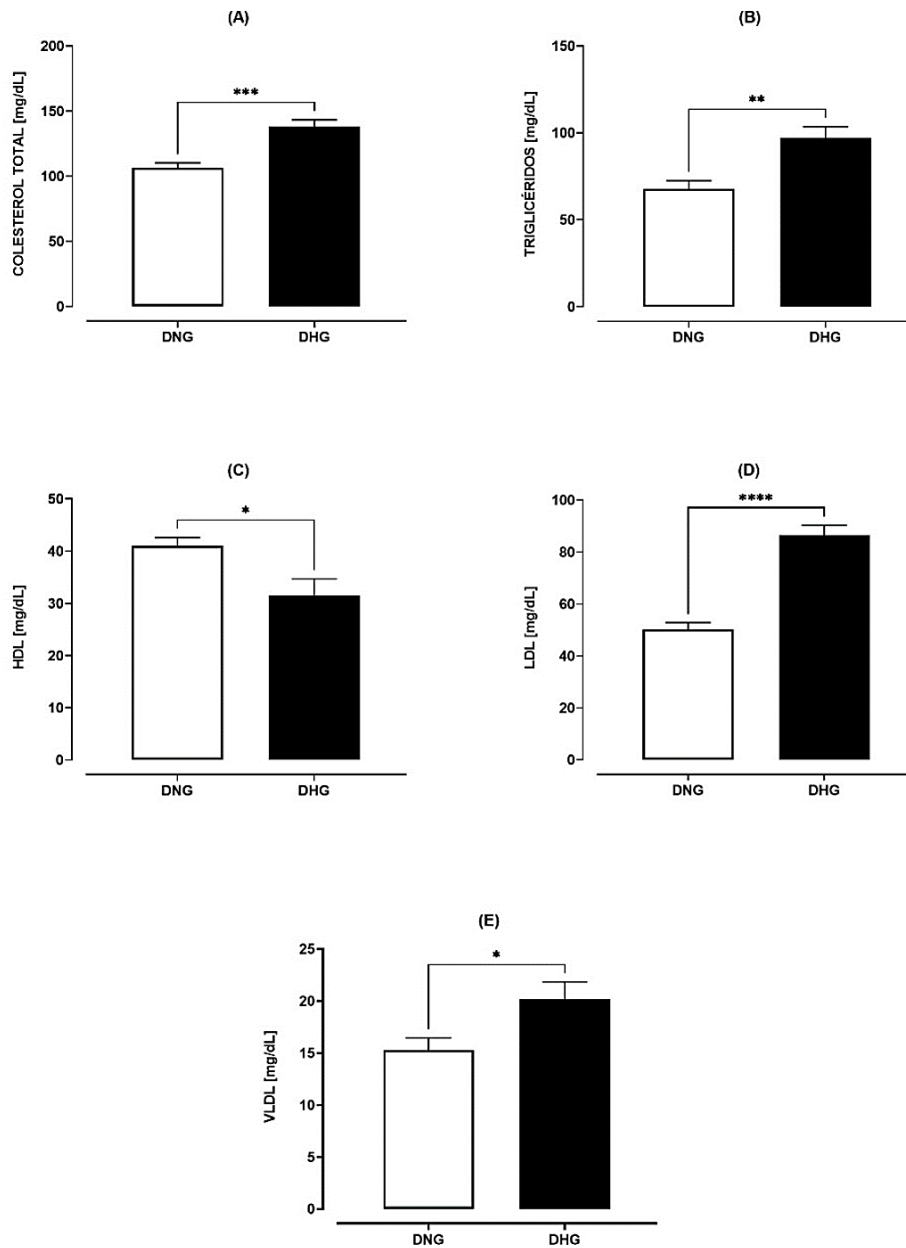 (A)
COLESTEROL TOTAL [mg/dL]
200
150
100
50
0
***
DNG
DHG
(B)
TRIGLICÉRIDOS [mg/dL]
150
100
50
0
**
DNG
DHG
(C)
HDL [mg/dL]
50
40
30
20
10
0
*
DNG
DHG
(D)
LDL [mg/dL]
100
80
60
40
20
0
****
DNG
DHG
(E)
VLDL [mg/dL]
25
20
15
10
5
0
*
DNG
DHG